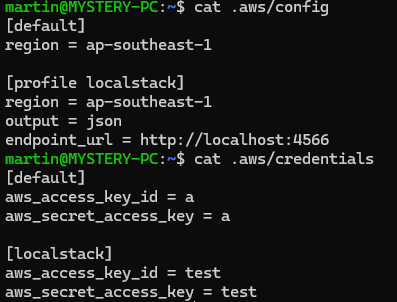 martin@MYSTERY-PC:~$ cat .aws/config
[default]
region = ap-southeast-1

[profile localstack]
region = ap-southeast-1
output = json
endpoint_url = http://localhost:4566
martin@MYSTERY-PC:~$ cat .aws/credentials
[default]
aws_access_key_id = a
aws_secret_access_key = a

[localstack]
aws_access_key_id = test
aws_secret_access_key = test